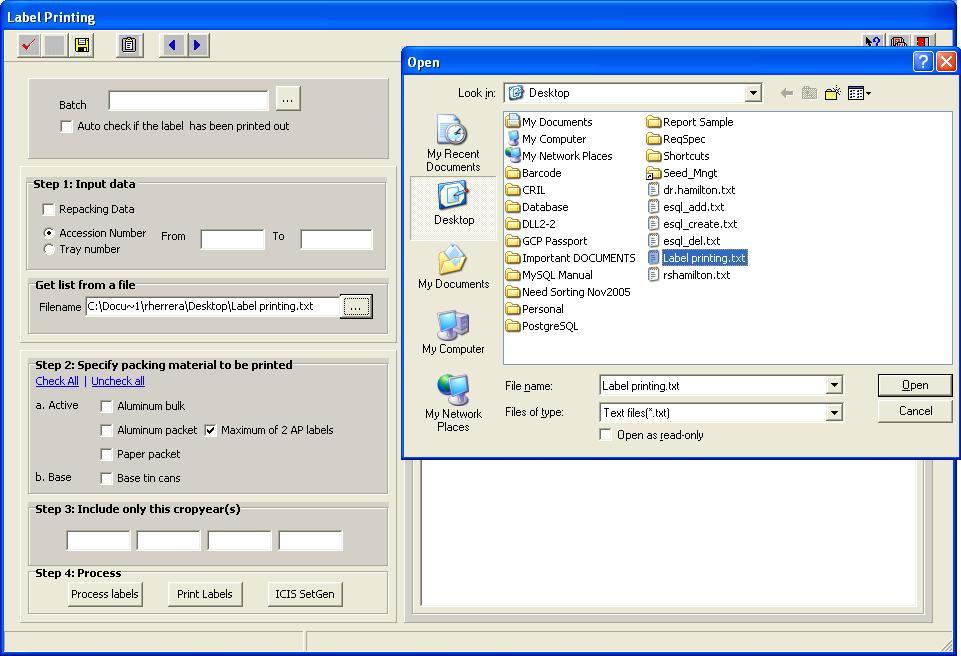 Label Printing
Batch
...
Auto check if the label has been printed out
Step 1: Input data
Repacking Data
Accession Number From To
Tray number
Get list from a file
Filename C:\Docu~1\rherrera\Desktop\Label printing.txt ...
Step 2: Specify packing material to be printed
Check All | Uncheck all
a. Active Aluminum bulk
Aluminum packet Maximum of 2 AP labels
Paper packet
b. Base Base tin cans
Step 3: Include only this cropyear(s)
Step 4: Process
Process labels Print Labels ICIS SetGen
Open
Look in: Desktop
My Recent Documents
Desktop
My Documents
My Computer
My Network Places
My Documents
My Computer
My Network Places
Barcode
CRIL
Database
DLL2-2
GCP Passport
Important DOCUMENTS
MySQL Manual
Need Sorting Nov2005
Personal
PostgreSQL
Report Sample
ReqSpec
Shortcuts
Seed_Mngt
dr.hamilton.txt
esql_add.txt
esql_create.txt
esql_del.txt
Label printing.txt
rshamilton.txt
File name: Label printing.txt Open
Files of type: Text files(*.txt) Cancel
Open as read-only